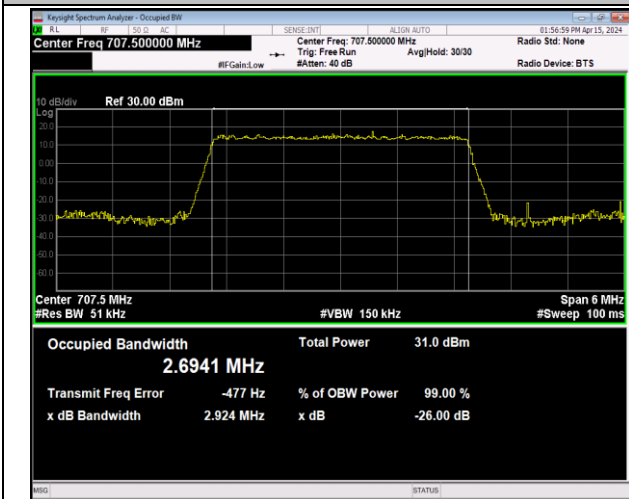 Keysight Spectrum Analyzer - Occupied BW
RL RF 50 Ω AC SENSE:INT ALIGN AUTO 01:56:59 PM Apr 15, 2024
Center Freq 707.500000 MHz Center Freq: 707.500000 MHz Radio Std: None
Trig: Free Run Avg|Hold: 30/30
#IFGain:Low #Atten: 40 dB Radio Device: BTS
10 dB/div Ref 30.00 dBm
Log
20.0
10.0
0.00
-10.0
-20.0
-30.0
-40.0
-50.0
-60.0
Center 707.5 MHz Span 6 MHz
#Res BW 51 kHz #VBW 150 kHz #Sweep 100 ms
Occupied Bandwidth Total Power 31.0 dBm
2.6941 MHz
Transmit Freq Error -477 Hz % of OBW Power 99.00 %
x dB Bandwidth 2.924 MHz x dB -26.00 dB
MSG STATUS